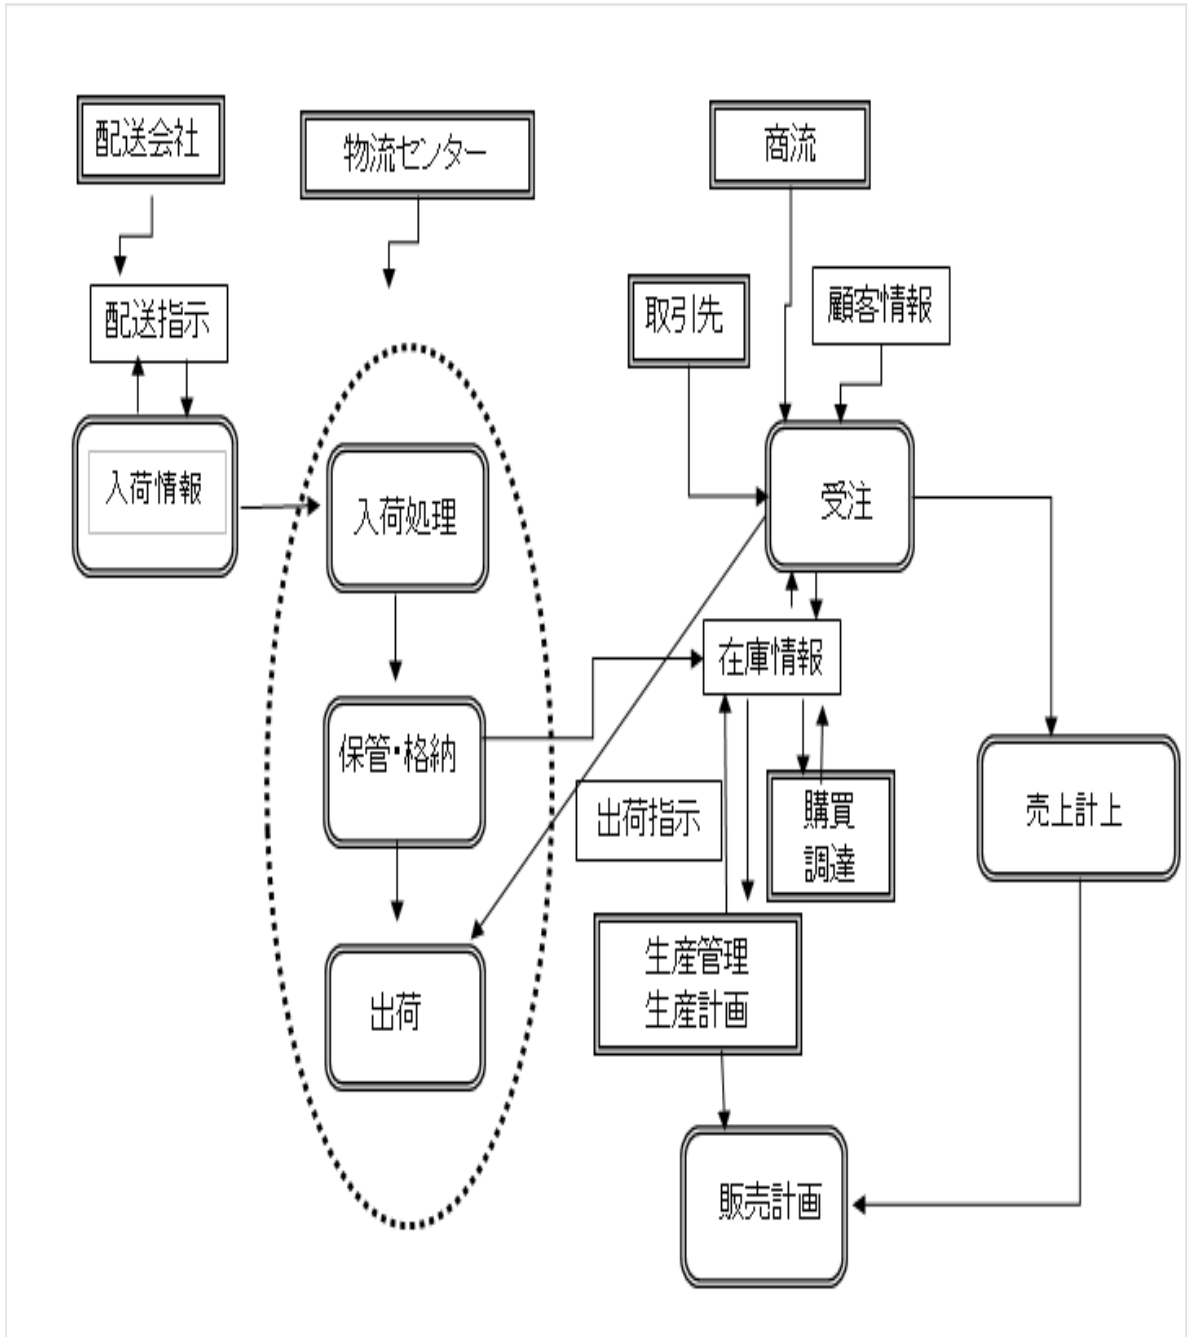 配送会社
物流センター
商流
取引先
顧客情報
配送指示
入荷情報
入荷処理
受注
在庫情報
保管・格納
出荷指示
購買
調達
売上計上
生産管理
生産計画
出荷
販売計画